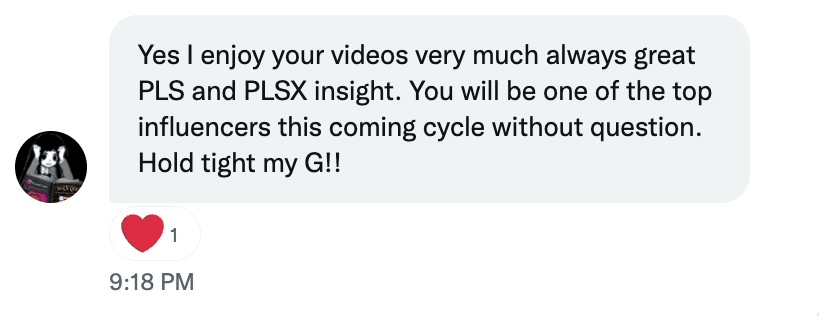 Yes I enjoy your videos very much always great
PLS and PLSX insight. You will be one of the top
influencers this coming cycle without question.
Hold tight my G!!
1
9:18 PM